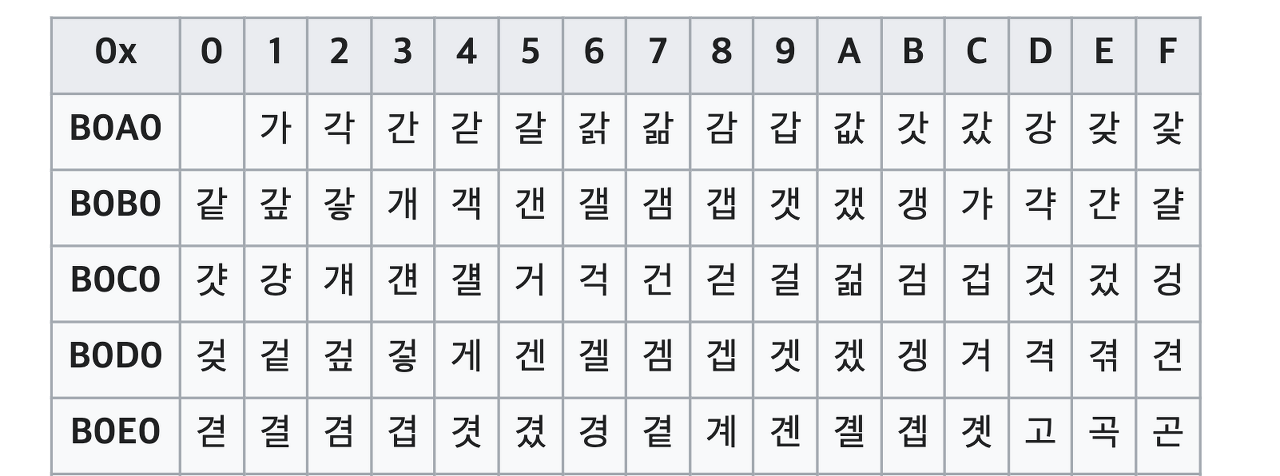 0x 0 1 2 3 4 5 6 7 8 9 A B C D E F
B0A0 가 각 간 갇 갈 갉 갊 감 갑 값 갓 갔 강 갖 갗
B0B0 같 갚 갛 개 객 갠 갤 갬 갭 갯 갰 갱 갸 갹 갼 걀
B0C0 걋 걍 걔 걘 걜 거 걱 건 걷 걸 걺 검 겁 것 겄 겅
B0D0 겆 겉 겊 겋 게 겐 겔 겜 겝 겟 겠 겡 겨 격 겪 견
B0E0 겯 결 겸 겹 겻 겼 경 곁 계 곈 곌 곕 곗 고 곡 곤